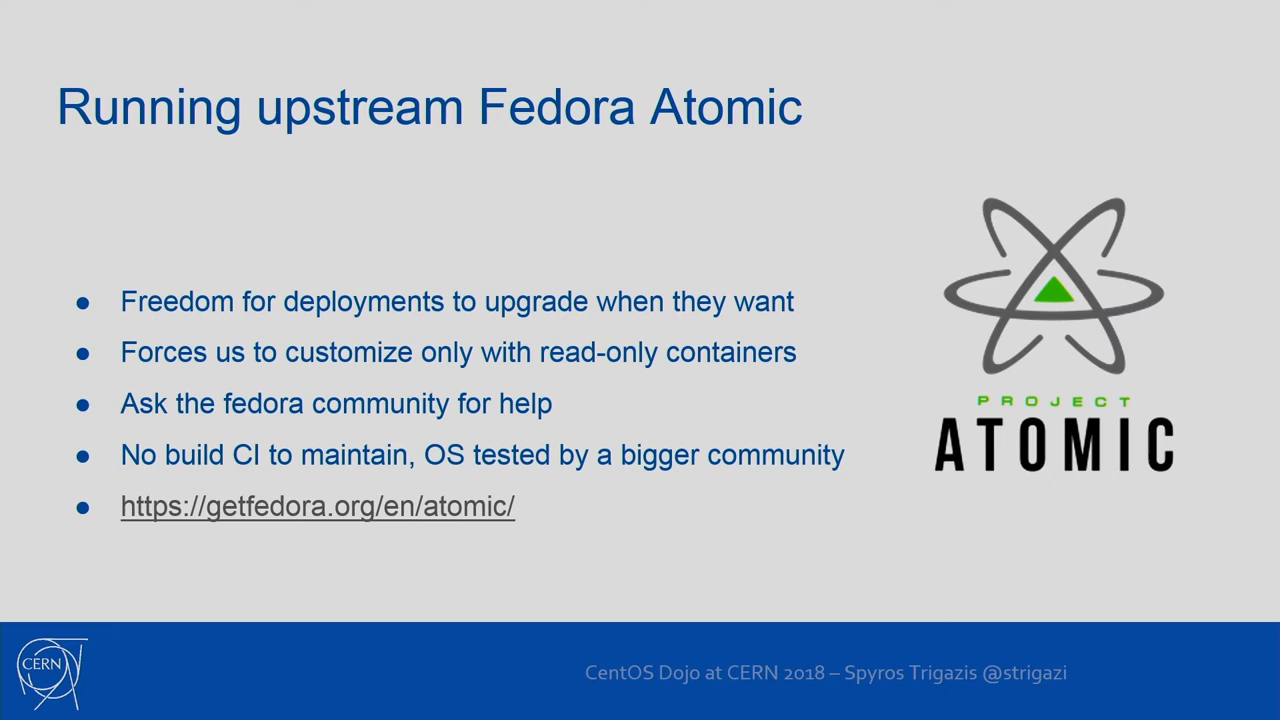 Running upstream Fedora Atomic
● Freedom for deployments to upgrade when they want
● Forces us to customize only with read-only containers
● Ask the fedora community for help
● No build CI to maintain, OS tested by a bigger community
● https://getfedora.org/en/atomic/
PROJECT
ATOMIC
CERN
CentOS Dojo at CERN 2018 – Spyros Trigazis @strigazi